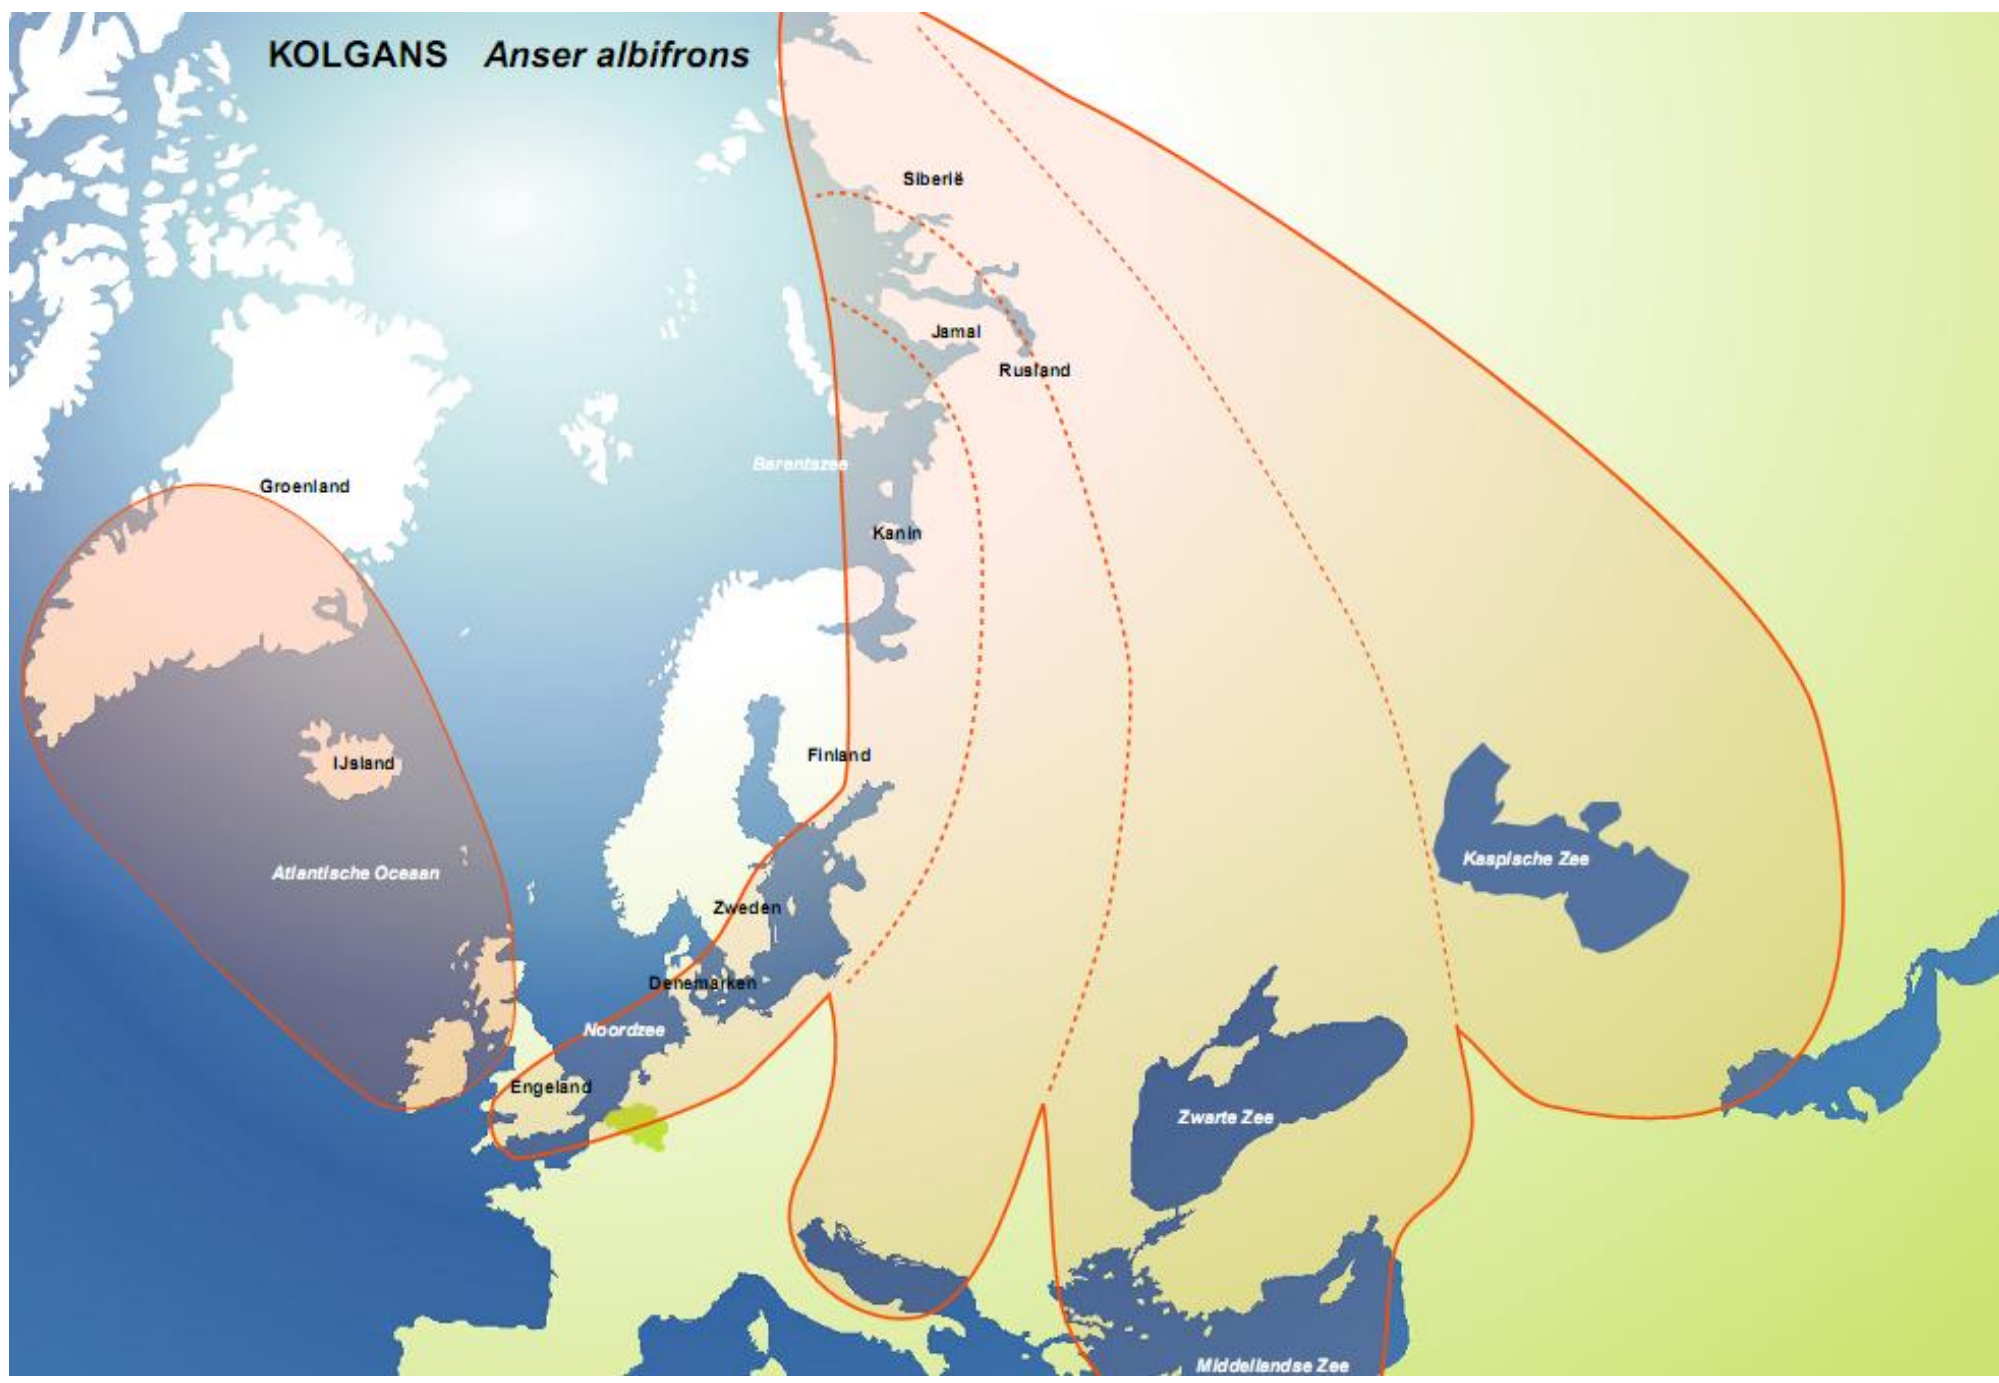 KOLGANS Anser albifrons
Siberië
Jamal
Rusland
Barentszee
Groenland
Kanin
Finland
IJsland
Kaspische Zee
Atlantische Oceaan
Zweden
Denemarken
Noordzee
Engeland
Zwarte Zee
Middellandse Zee